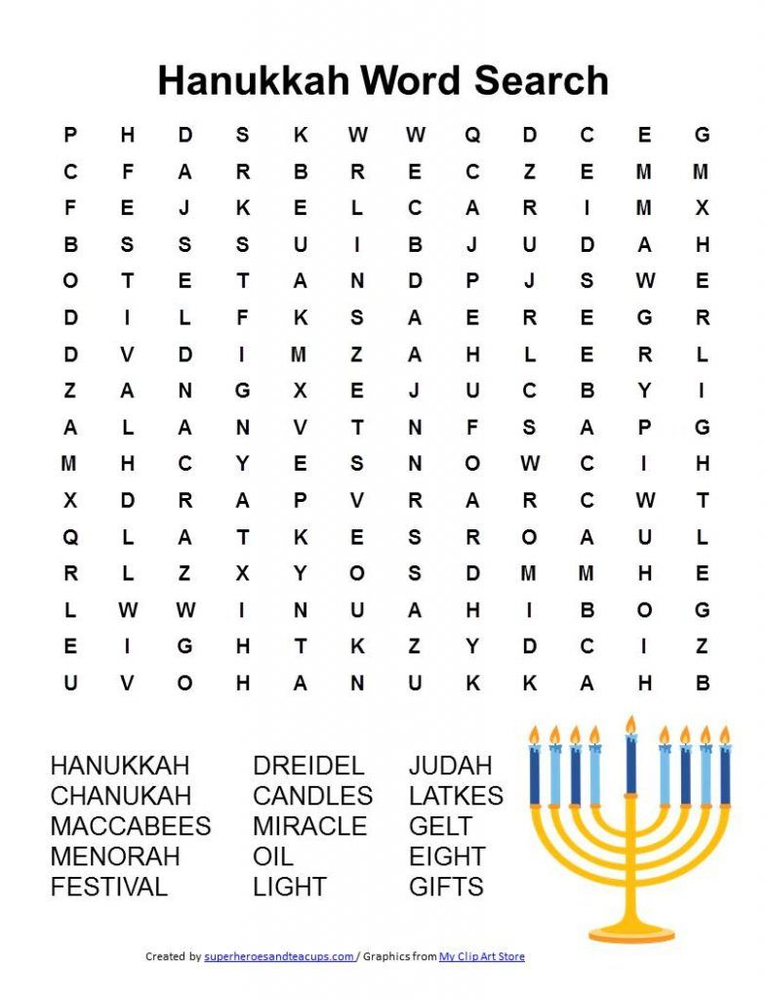 Hanukkah Word Search
P H D S K W W Q D C E G
C F A R B R E C Z E M M
F E J K E L C A R I M X
B S S S U I B J U D A H
O T E T A N D P J S W E
D I L F K S A E R E G R
D V D I M Z A H L E R L
Z A N G X E J U C B Y I
A L A N V T N F S A P G
M H C Y E S N O W C I H
X D R A P V R A R C W T
Q L A T K E S R O A U L
R L Z X Y O S D M M H E
L W W I N U A H I B O G
E I G H T K Z Y D C I Z
U V O H A N U K K A H B
HANUKKAH DREIDEL JUDAH
CHANUKAH CANDLES LATKES
MACCABEES MIRACLE GELT
MENORAH OIL EIGHT
FESTIVAL LIGHT GIFTS
Created by superheroesandteacups.com / Graphics from My Clip Art Store